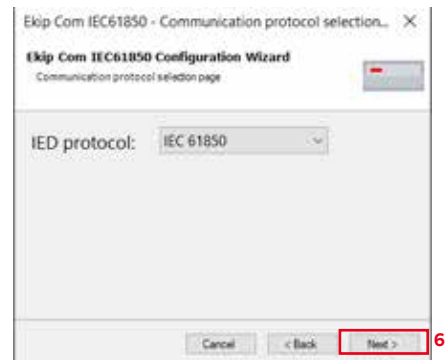 Ekip Com IEC61850 - Communication protocol selection...
Ekip Com IEC61850 Configuration Wizard
Communication protocol selection page
IED protocol: IEC 61850
Cancel < Back Next > 6